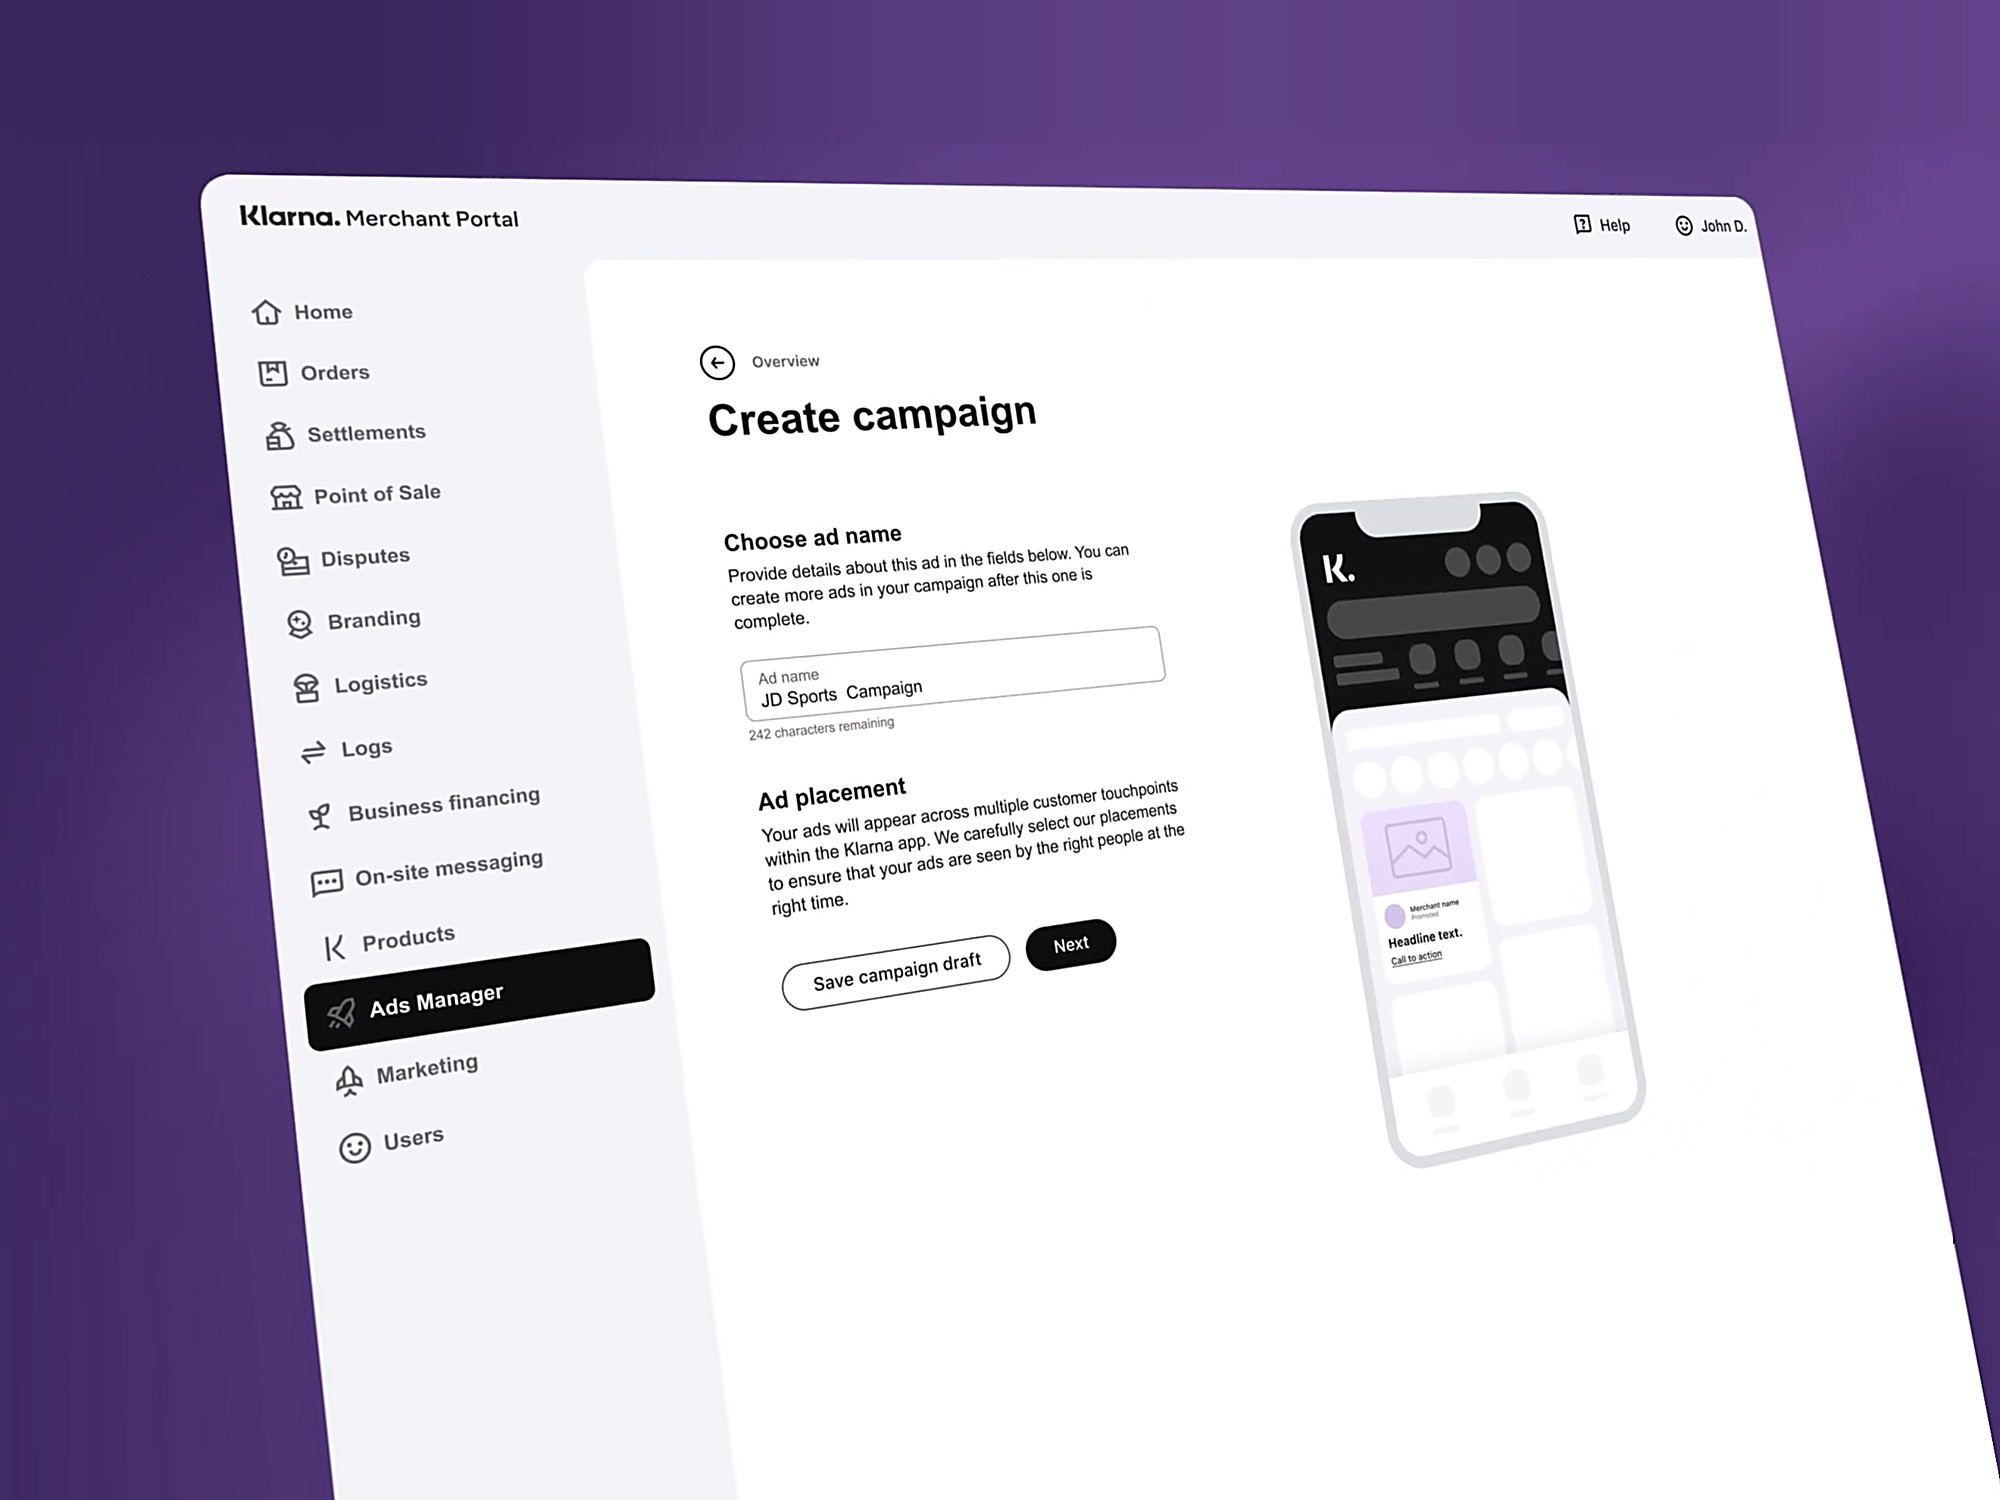 Klarna. Merchant Portal
Help
John D.
Home
Orders
Settlements
Point of Sale
Disputes
Branding
Logistics
Logs
Business financing
On-site messaging
Products
Ads Manager
Marketing
Users
Overview
Create campaign
Choose ad name
Provide details about this ad in the fields below. You can
create more ads in your campaign after this one is
complete.
Ad name
JD Sports  Campaign
242 characters remaining
Ad placement
Your ads will appear across multiple customer touchpoints
within the Klarna app. We carefully select our placements
to ensure that your ads are seen by the right people at the
right time.
Save campaign draft
Next
K.
Merchant name
Promoted
Headline text.
Call to action